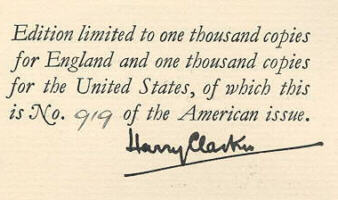 Edition limited to one thousand copies
for England and one thousand copies
for the United States, of which this
is No. 919 of the American issue.
Harry Clarke